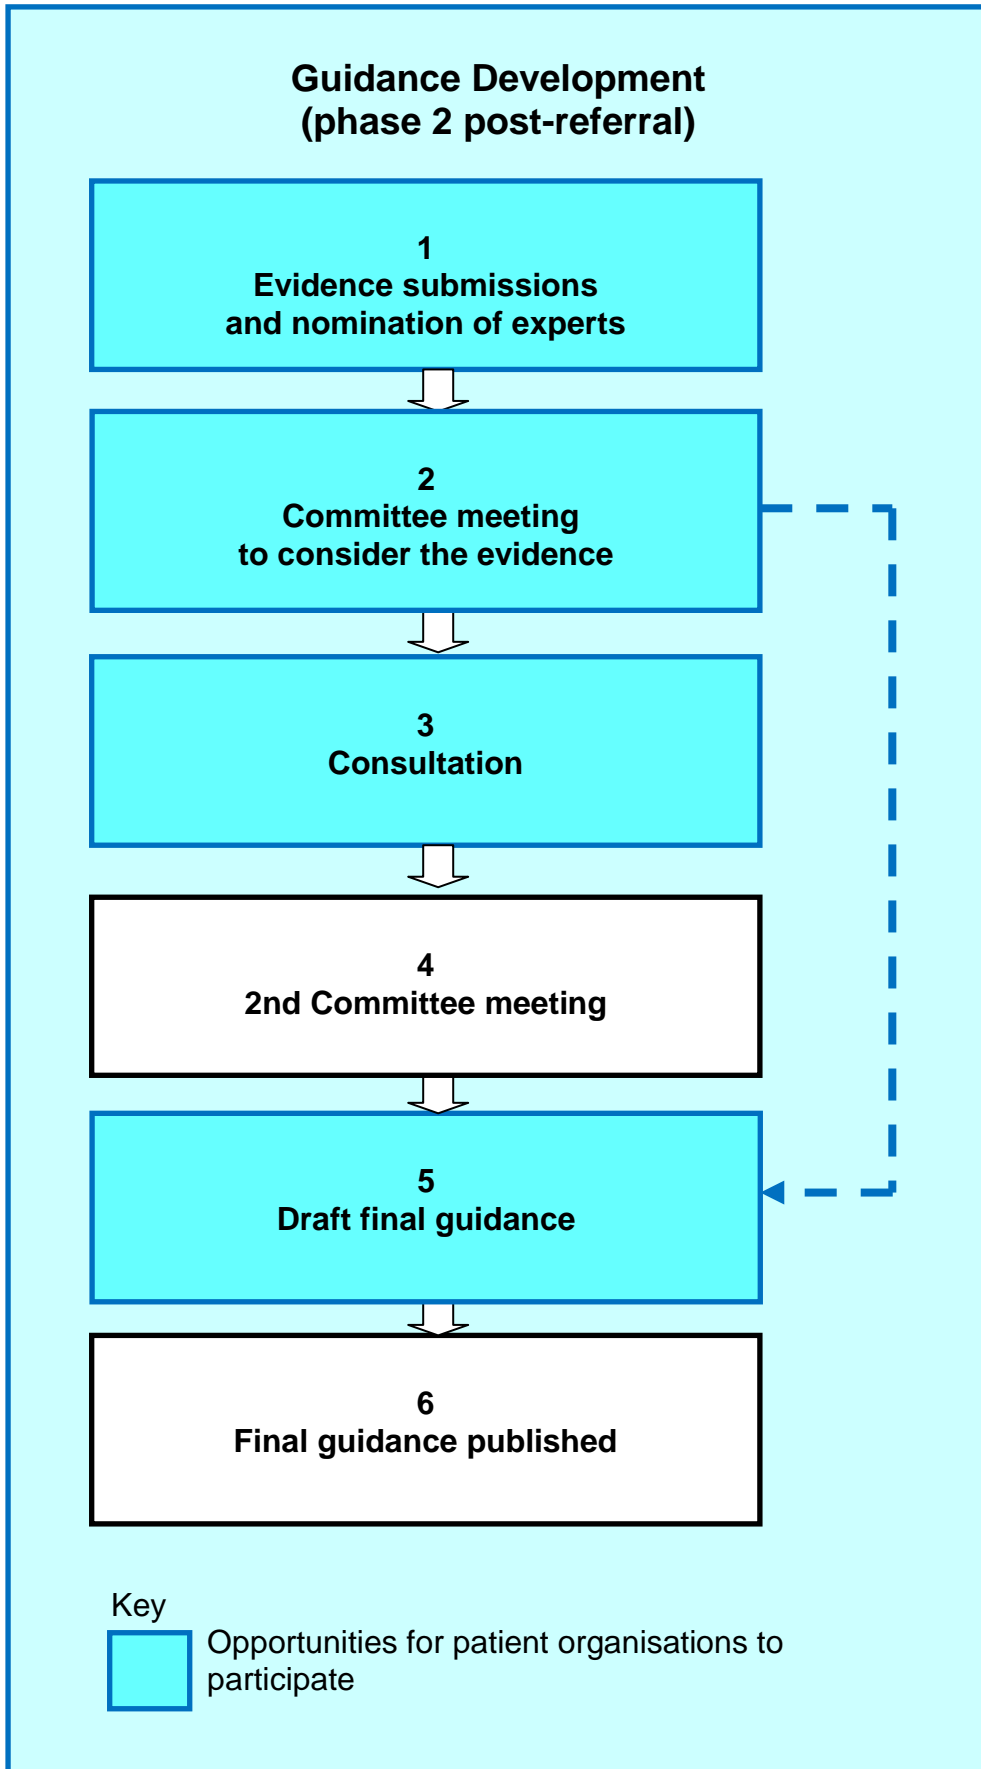 Guidance Development
(phase 2 post-referral)
1
Evidence submissions
and nomination of experts
2
Committee meeting
to consider the evidence
3
Consultation
4
2nd Committee meeting
5
Draft final guidance
6
Final guidance published
Key
Opportunities for patient organisations to
participate